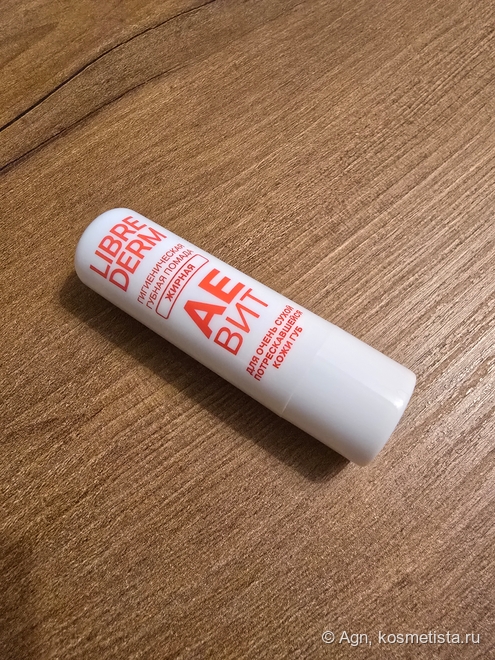 LIBRE
DERM
ГИГИЕНИЧЕСКАЯ
ГУБНАЯ ПОМАДА
ЖИРНАЯ
АЕ
ВИТ
ДЛЯ ОЧЕНЬ СУХОЙ
ПОТРЕСКАВШЕЙСЯ
КОЖИ ГУБ
© Agn, kosmetista.ru